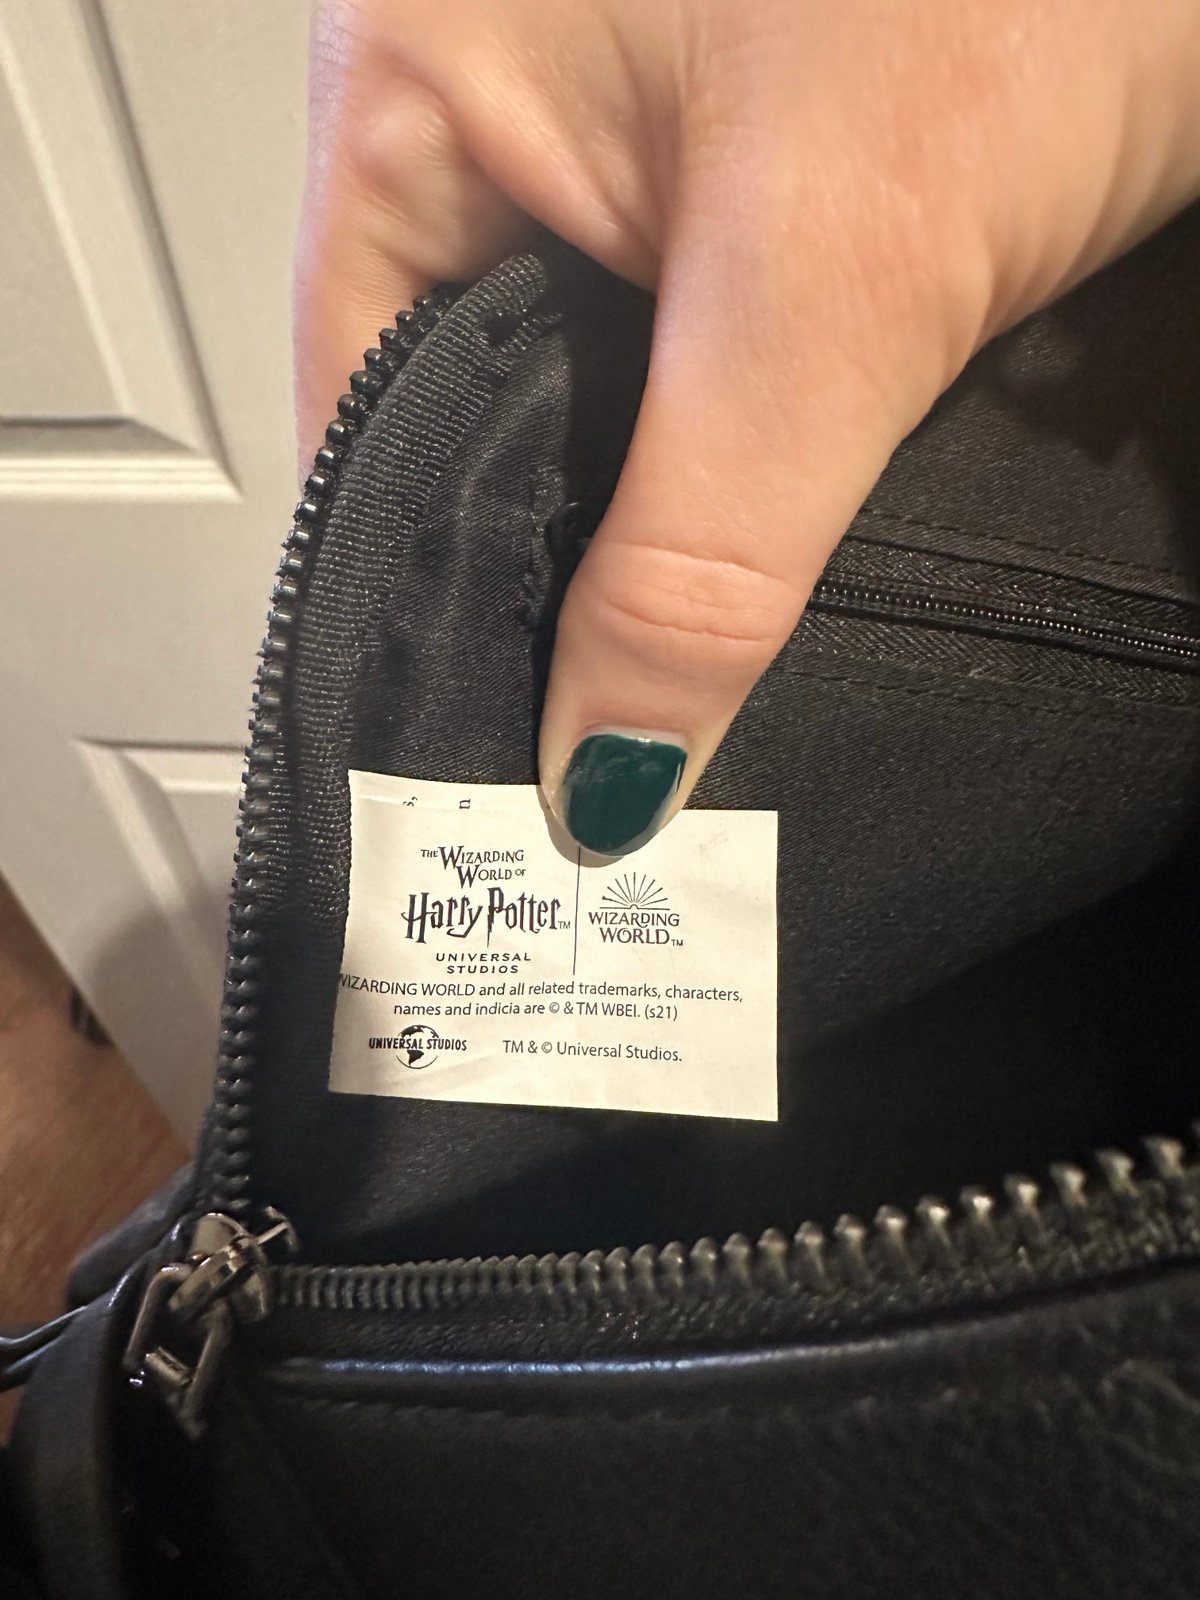 THE WIZARDING
WORLD OF
Harry Potter™
UNIVERSAL
STUDIOS
WIZARDING
WORLD™
WIZARDING WORLD and all related trademarks, characters,
names and indicia are © & TM WBEI. (s21)
UNIVERSAL STUDIOS
TM & © Universal Studios.